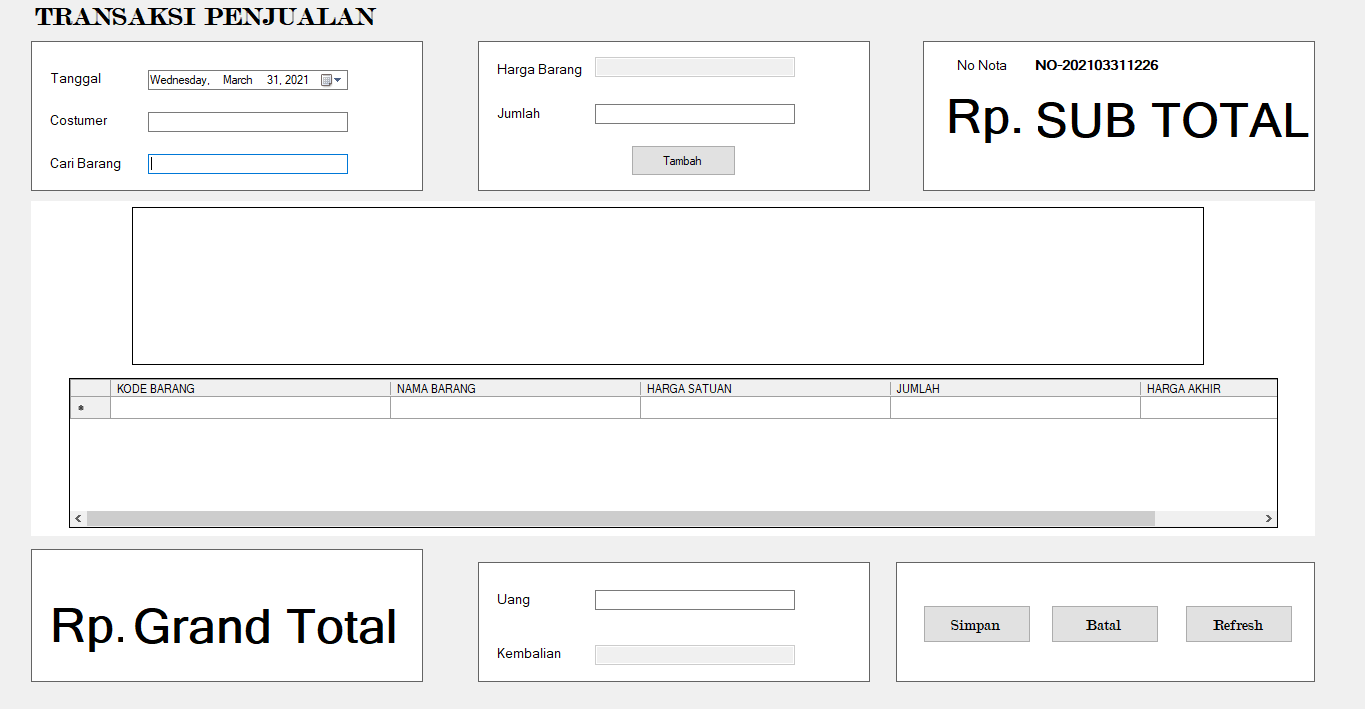 TRANSAKSI PENJUALAN
Tanggal Wednesday, March 31, 2021
Costumer
Cari Barang
Harga Barang
Jumlah
Tambah
No Nota NO-202103311226
Rp. SUB TOTAL
KODE BARANG NAMA BARANG HARGA SATUAN JUMLAH HARGA AKHIR
*
Rp. Grand Total
Uang
Kembalian
Simpan Batal Refresh